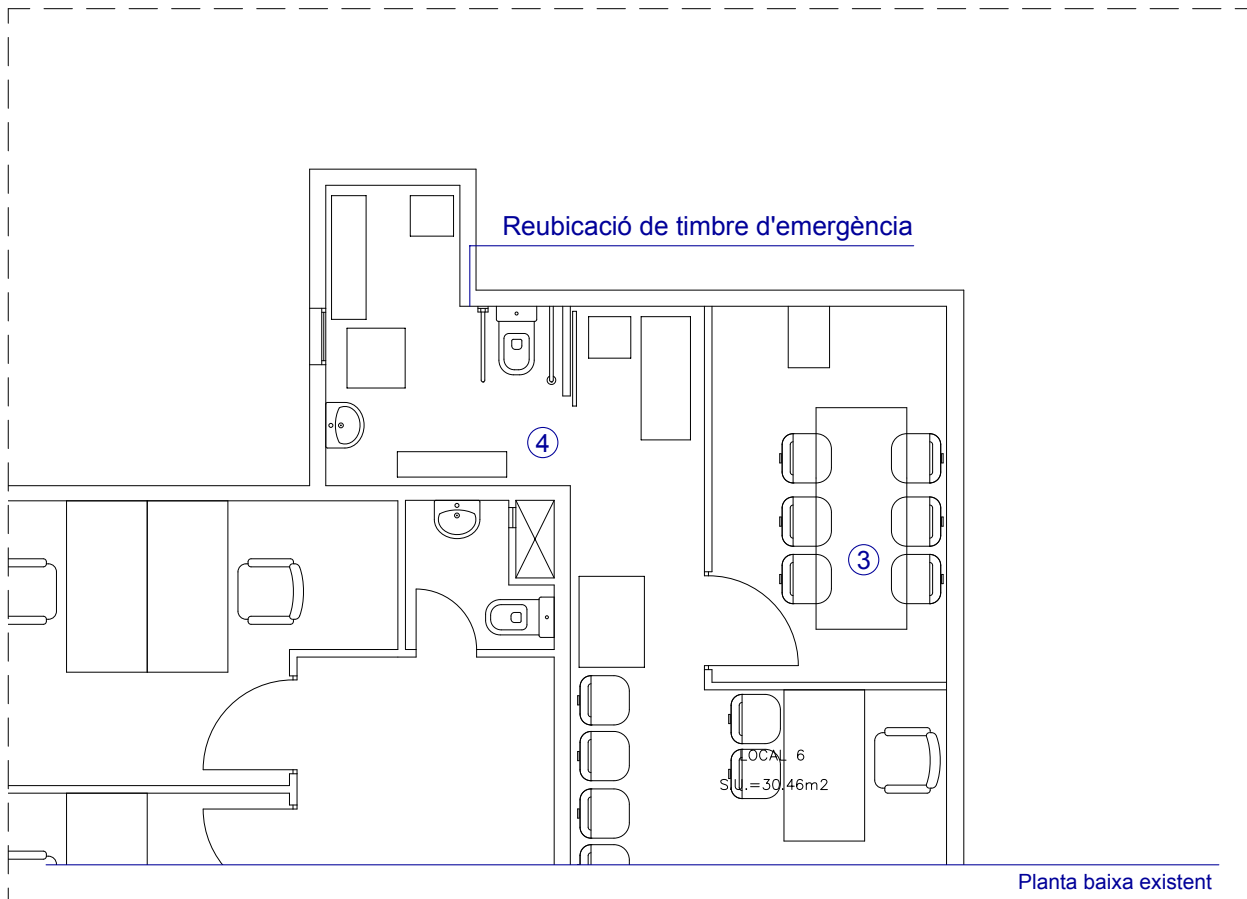 Reubicació de timbre d'emergència
4
3
LOCAL 6
S.U.=30.46m2
Planta baixa existent